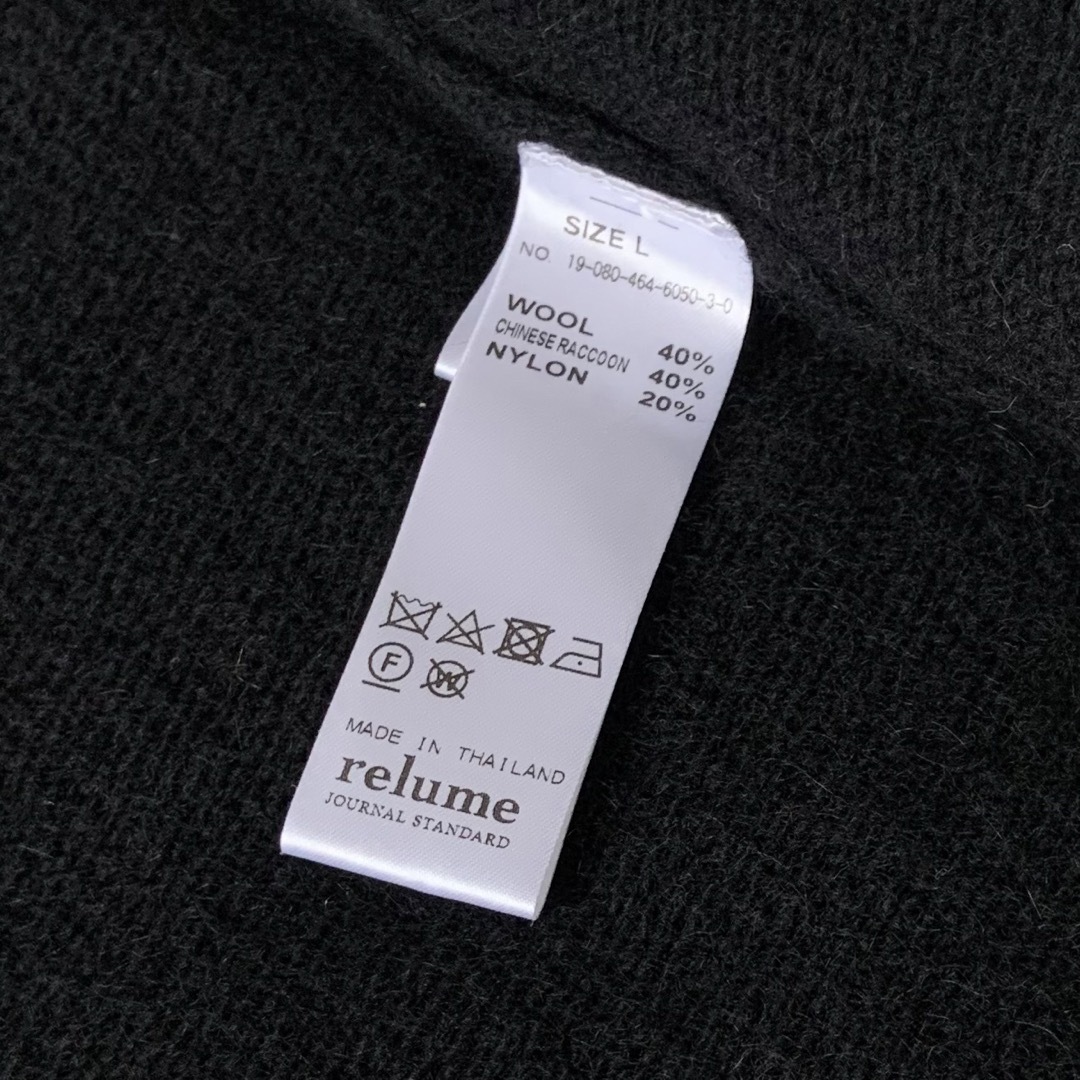 SIZE L
NO. 19-080-464-6050-3-0
WOOL 40%
CHINESE RACCOON 40%
NYLON 20%
F W
MADE IN THAILAND
relume
JOURNAL STANDARD